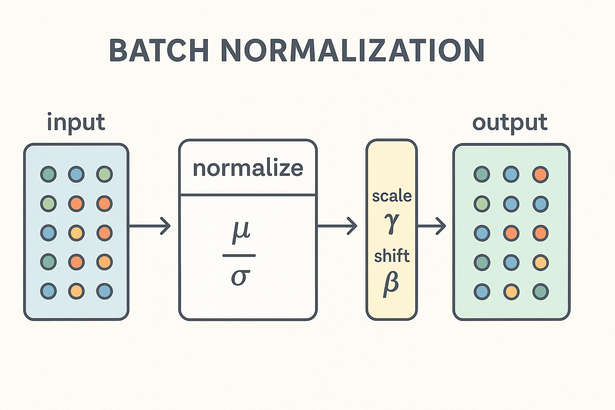 BATCH NORMALIZATION
input
normalize
μ
σ
scale
γ
shift
β
output